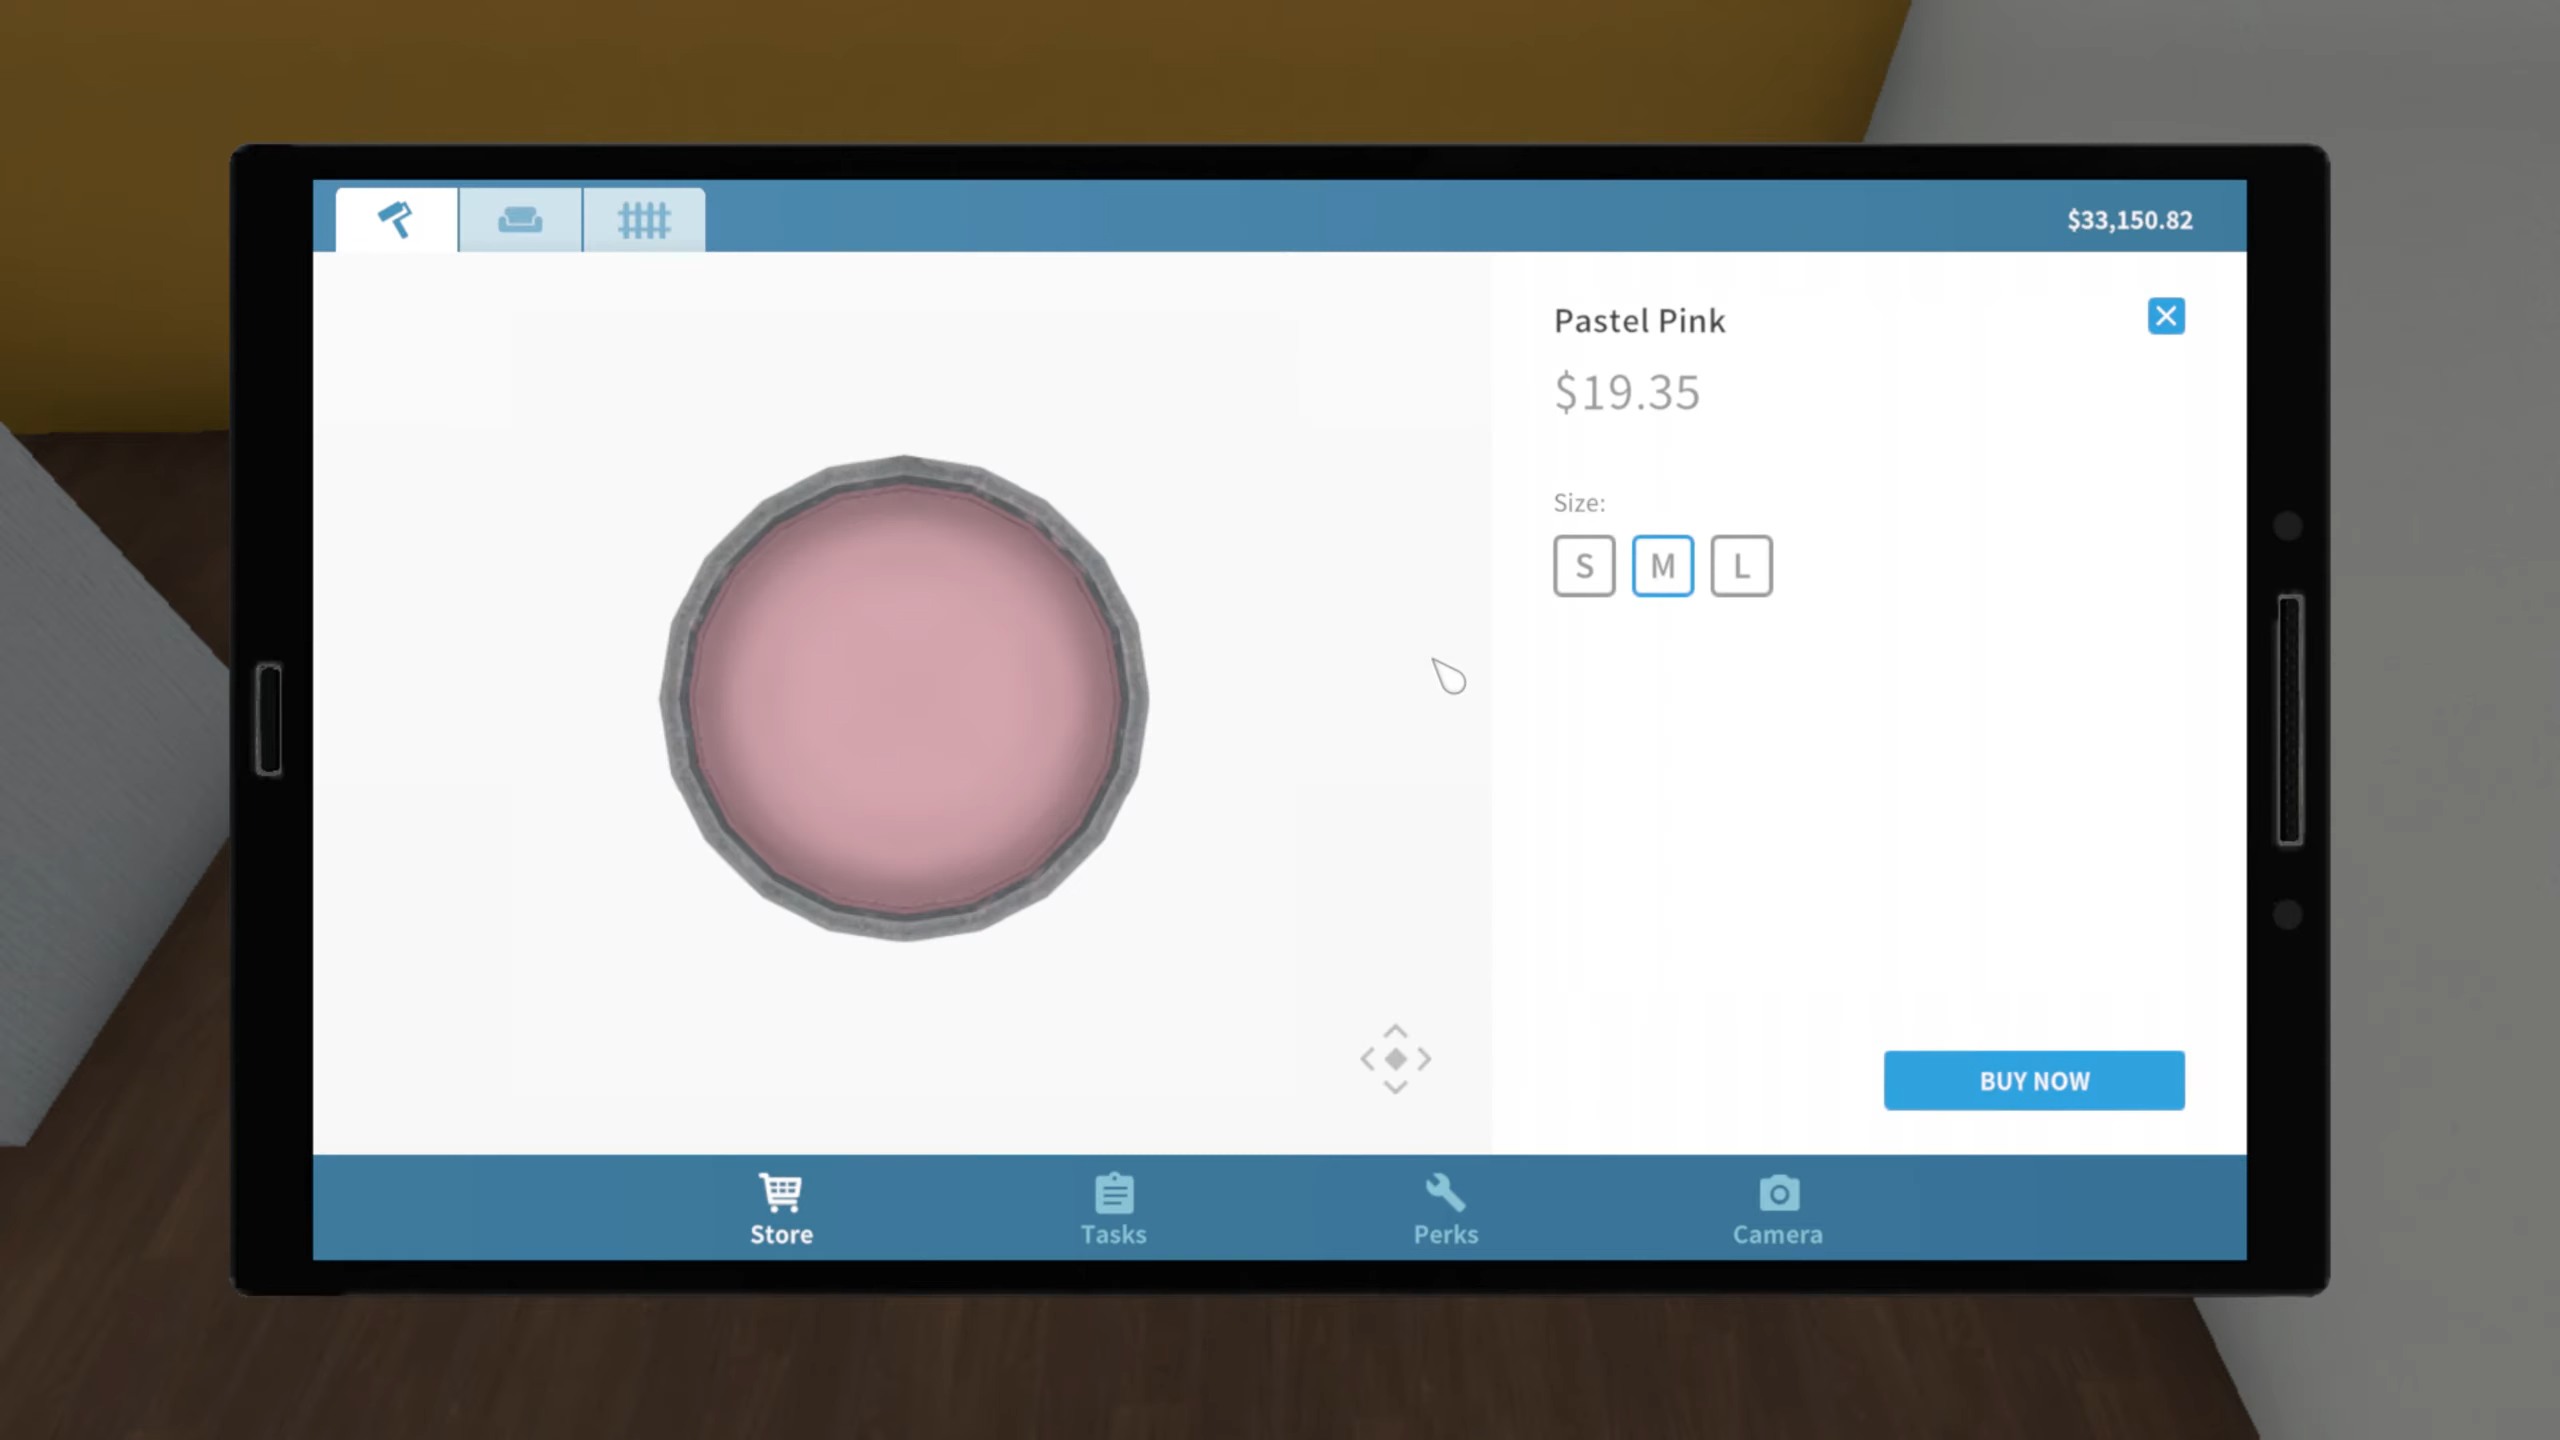 $33,150.82
Pastel Pink
$19.35
Size:
S M L
BUY NOW
Store Tasks Perks Camera